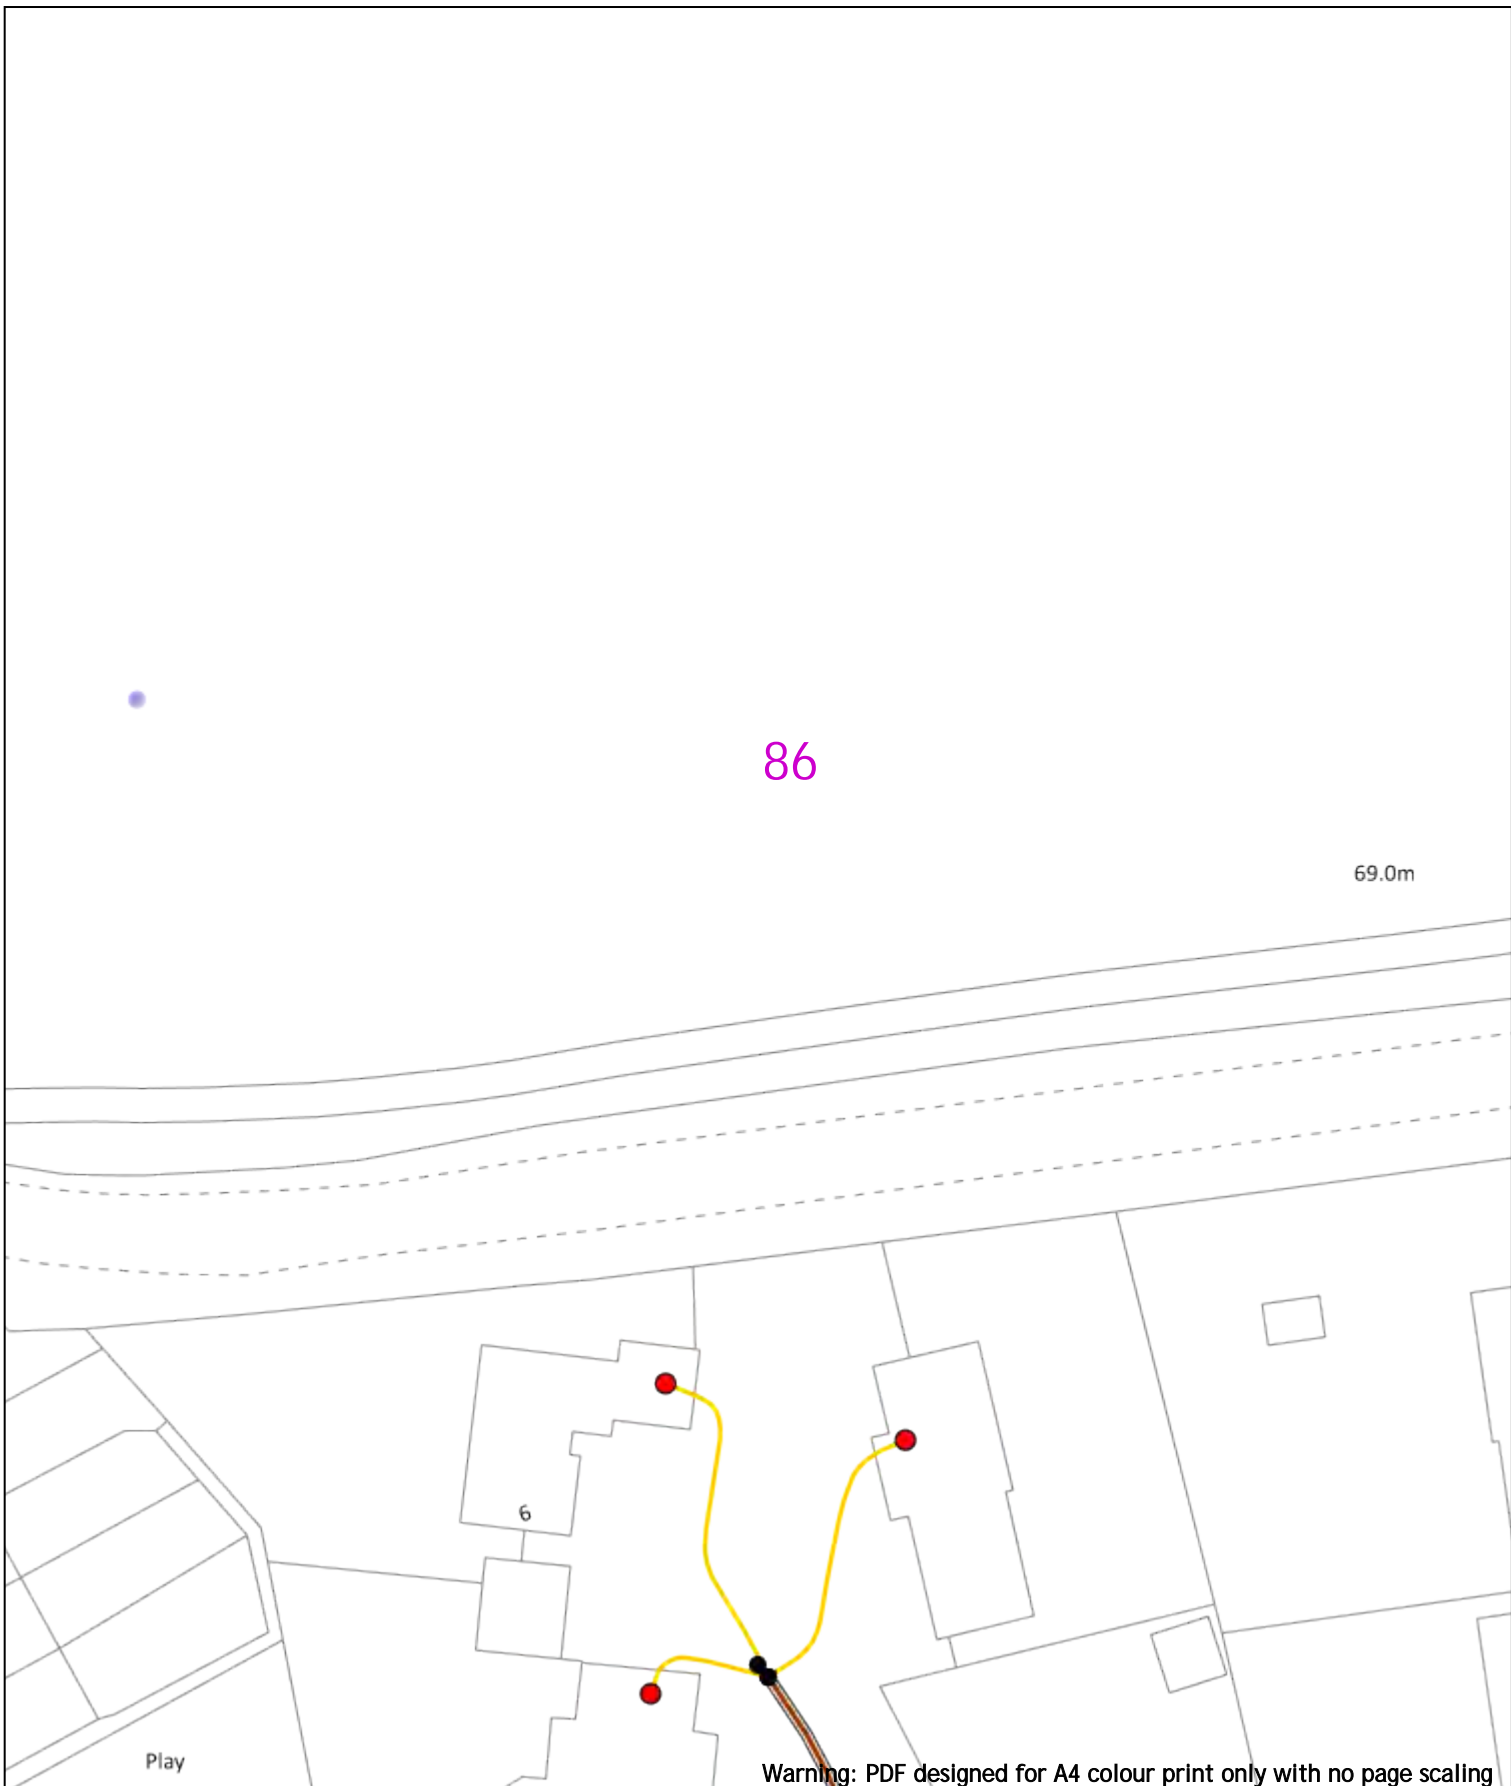 86
69.0m
6
Play
Warning: PDF designed for A4 colour print only with no page scaling